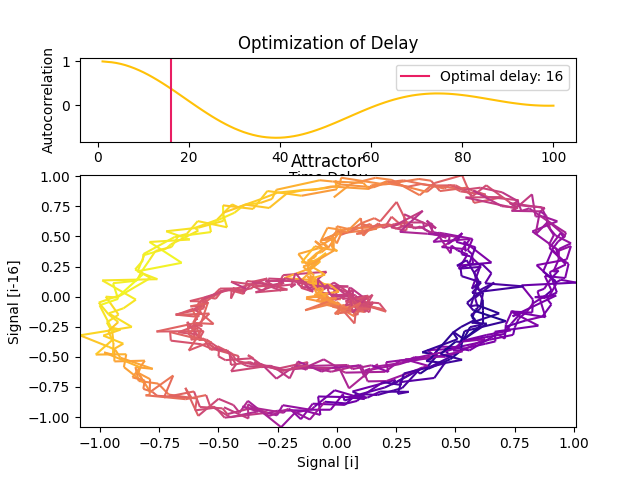 Optimization of Delay
Autocorrelation
1
0
Optimal delay: 16
0 20 40 60 80 100
Time Delay
Attractor
Signal [i-16]
1.00
0.75
0.50
0.25
0.00
−0.25
−0.50
−0.75
−1.00
−1.00 −0.75 −0.50 −0.25 0.00 0.25 0.50 0.75 1.00
Signal [i]